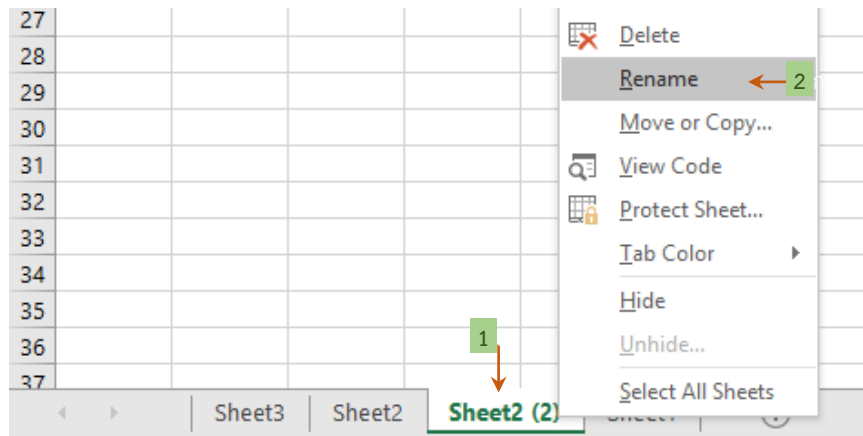 27
28
29
30
31
32
33
34
35
36
37
Delete
Rename
2
Move or Copy...
View Code
Protect Sheet...
Tab Color
Hide
Unhide...
Select All Sheets
1
Sheet3
Sheet2
Sheet2 (2)